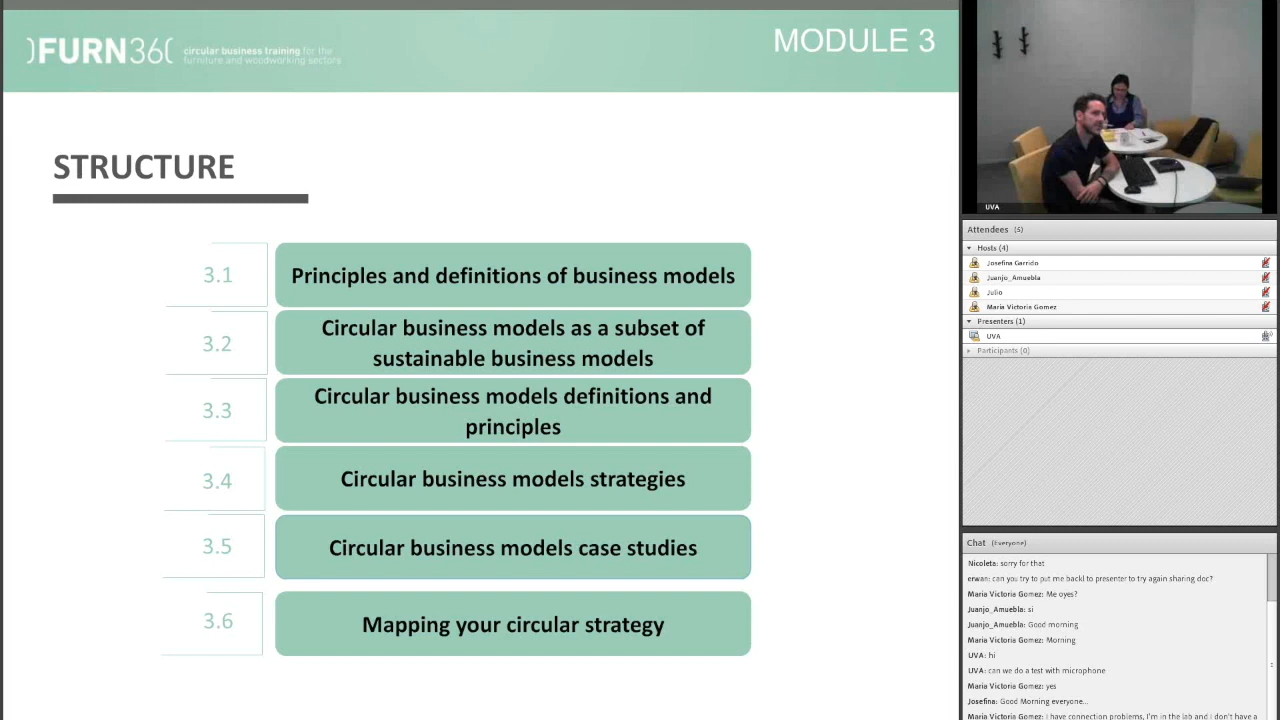 )FURN36(
circular business training for the
furniture and woodworking sectors
MODULE 3
STRUCTURE
3.1
Principles and definitions of business models
3.2
Circular business models as a subset of
sustainable business models
3.3
Circular business models definitions and
principles
3.4
Circular business models strategies
3.5
Circular business models case studies
3.6
Mapping your circular strategy
UVA
Attendees (5)
Hosts (4)
Josefina Garrido
Juanjo_Amuebla
Julio
Maria Victoria Gomez
Presenters (1)
UVA
Participants (0)
Chat (Everyone)
Nicoleta: sorry for that
erwan: can you try to put me backl to presenter to try again sharing doc?
Maria Victoria Gomez: Me oyes?
Juanjo_Amuebla: si
Juanjo_Amuebla: Good morning
Maria Victoria Gomez: Morning
UVA: hi
UVA: can we do a test with microphone
Maria Victoria Gomez: yes
Josefina: Good Morning everyone...
Maria Victoria Gomez: I have connection problems, I'm in the lab and I don't have a